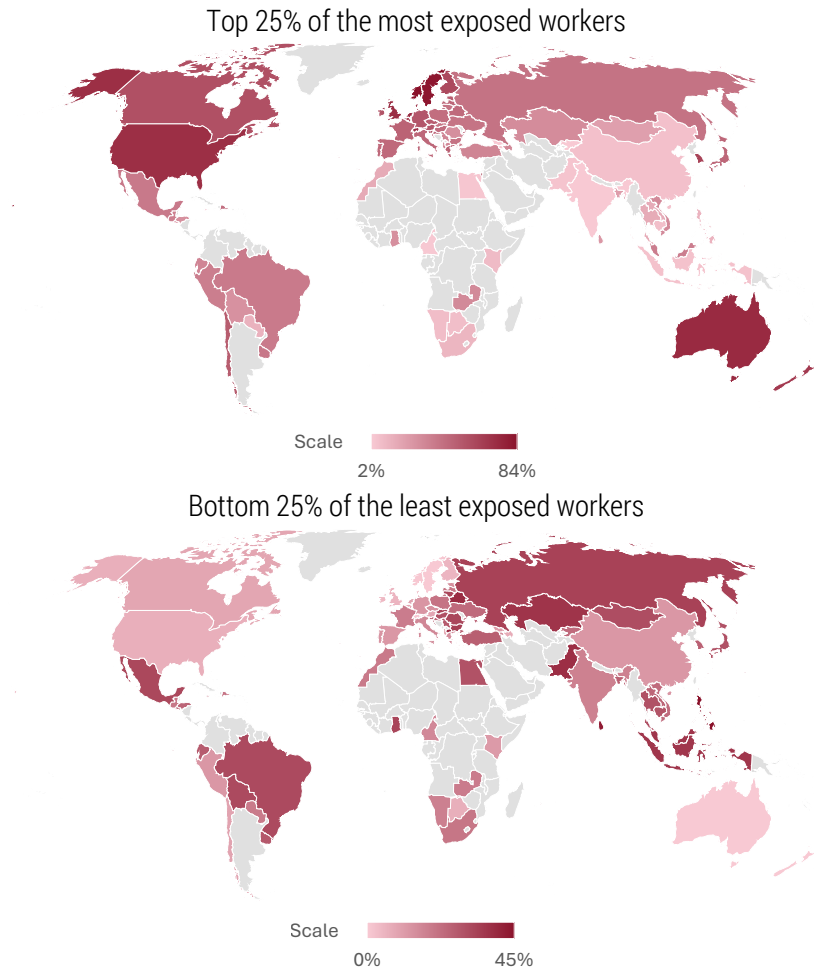 Top 25% of the most exposed workers
Scale
2% 84%
Bottom 25% of the least exposed workers
Scale
0% 45%